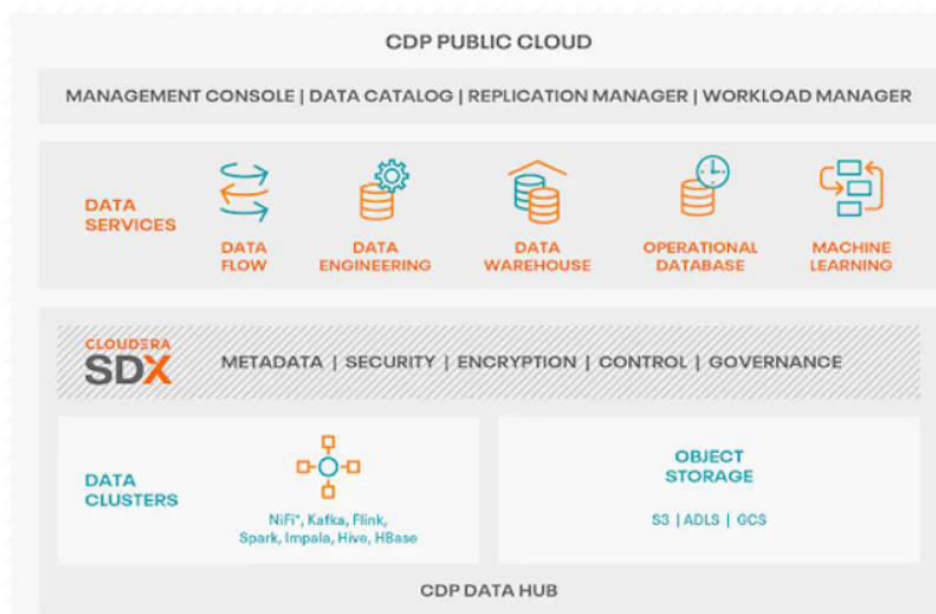 CDP PUBLIC CLOUD
MANAGEMENT CONSOLE | DATA CATALOG | REPLICATION MANAGER | WORKLOAD MANAGER
DATA
SERVICES
DATA
FLOW
DATA
ENGINEERING
DATA
WAREHOUSE
OPERATIONAL
DATABASE
MACHINE
LEARNING
CLOUDERA
SDX
METADATA | SECURITY | ENCRYPTION | CONTROL | GOVERNANCE
DATA
CLUSTERS
NiFi*, Kafka, Flink,
Spark, Impala, Hive, HBase
OBJECT
STORAGE
S3 | ADLS | GCS
CDP DATA HUB